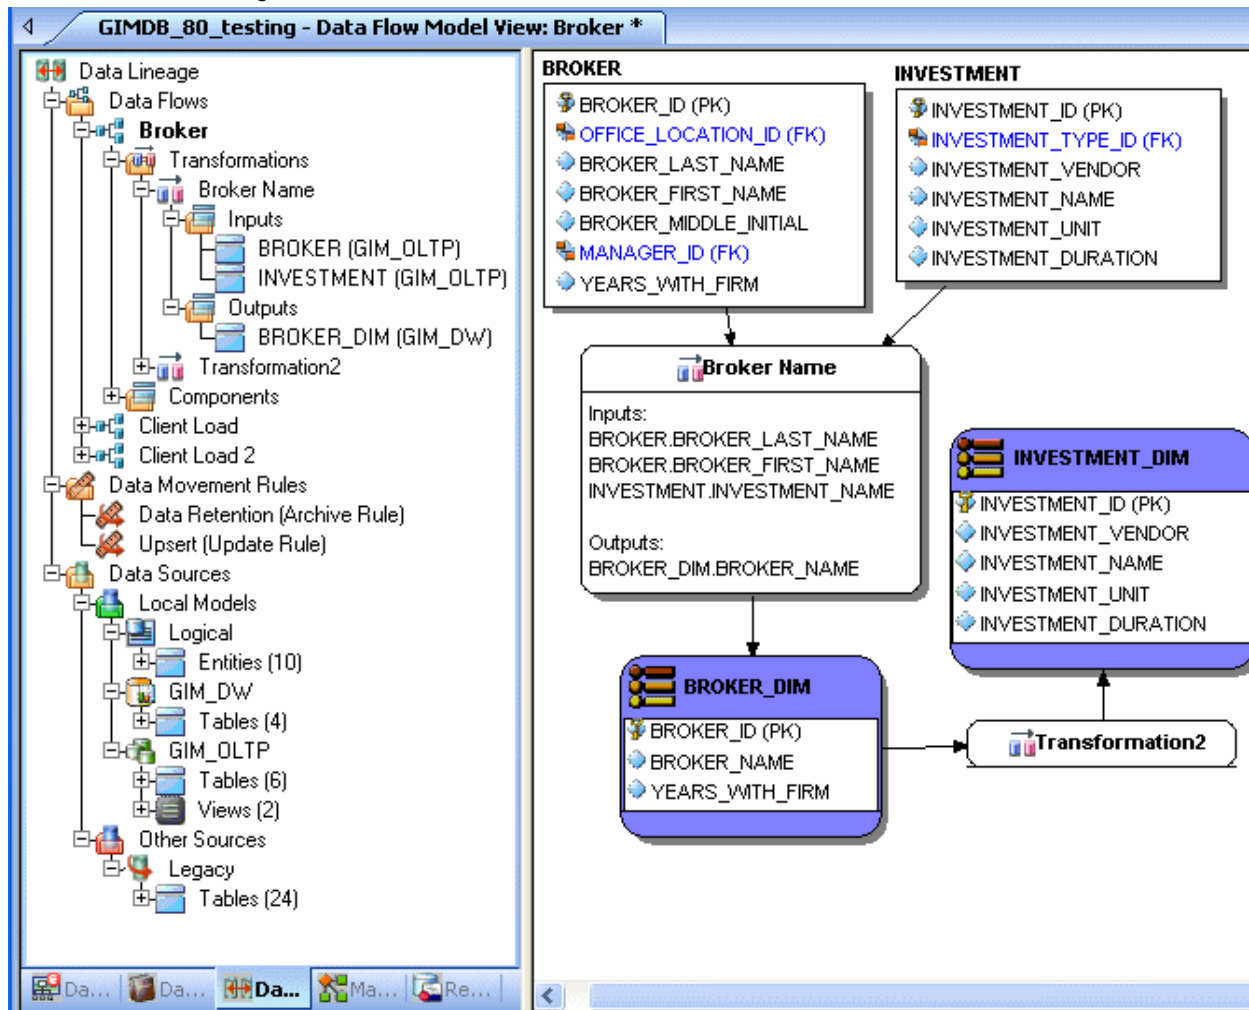 GIMDB_80_testing - Data Flow Model View: Broker *
Data Lineage
Data Flows
Broker
Transformations
Broker Name
Inputs
BROKER (GIM_OLTP)
INVESTMENT (GIM_OLTP)
Outputs
BROKER_DIM (GIM_DW)
Transformation2
Components
Client Load
Client Load 2
Data Movement Rules
Data Retention (Archive Rule)
Upsert (Update Rule)
Data Sources
Local Models
Logical
Entities (10)
GIM_DW
Tables (4)
GIM_OLTP
Tables (6)
Views (2)
Other Sources
Legacy
Tables (24)
Da...
Da...
Da...
Ma...
Re...
BROKER
BROKER_ID (PK)
OFFICE_LOCATION_ID (FK)
BROKER_LAST_NAME
BROKER_FIRST_NAME
BROKER_MIDDLE_INITIAL
MANAGER_ID (FK)
YEARS_WITH_FIRM
INVESTMENT
INVESTMENT_ID (PK)
INVESTMENT_TYPE_ID (FK)
INVESTMENT_VENDOR
INVESTMENT_NAME
INVESTMENT_UNIT
INVESTMENT_DURATION
Broker Name
Inputs:
BROKER.BROKER_LAST_NAME
BROKER.BROKER_FIRST_NAME
INVESTMENT.INVESTMENT_NAME
Outputs:
BROKER_DIM.BROKER_NAME
INVESTMENT_DIM
INVESTMENT_ID (PK)
INVESTMENT_VENDOR
INVESTMENT_NAME
INVESTMENT_UNIT
INVESTMENT_DURATION
BROKER_DIM
BROKER_ID (PK)
BROKER_NAME
YEARS_WITH_FIRM
Transformation2